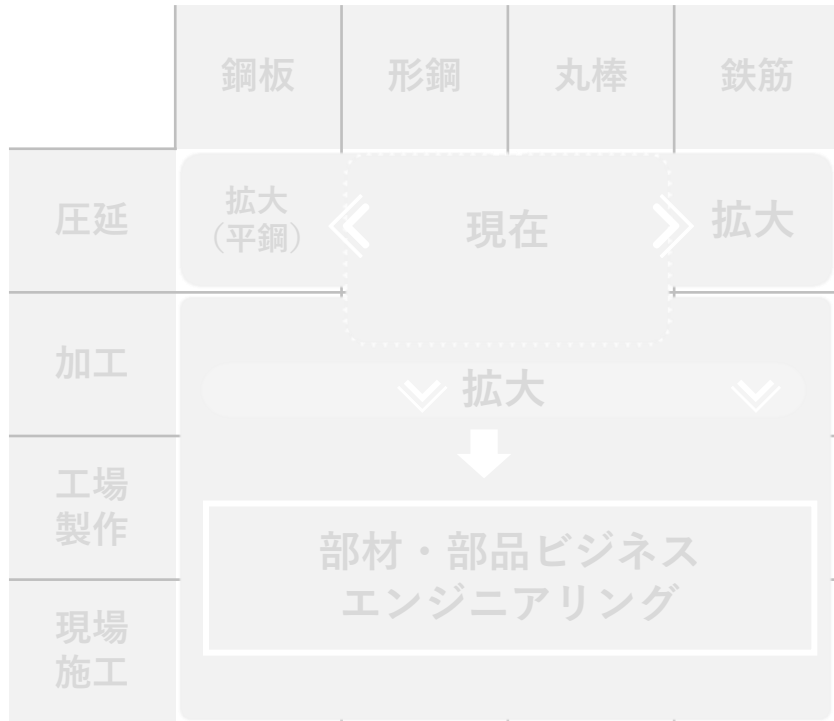 鋼板
形鋼
丸棒
鉄筋
圧延
拡大
（平鋼）
現在
拡大
加工
拡大
工場
製作
部材・部品ビジネス
エンジニアリング
現場
施工